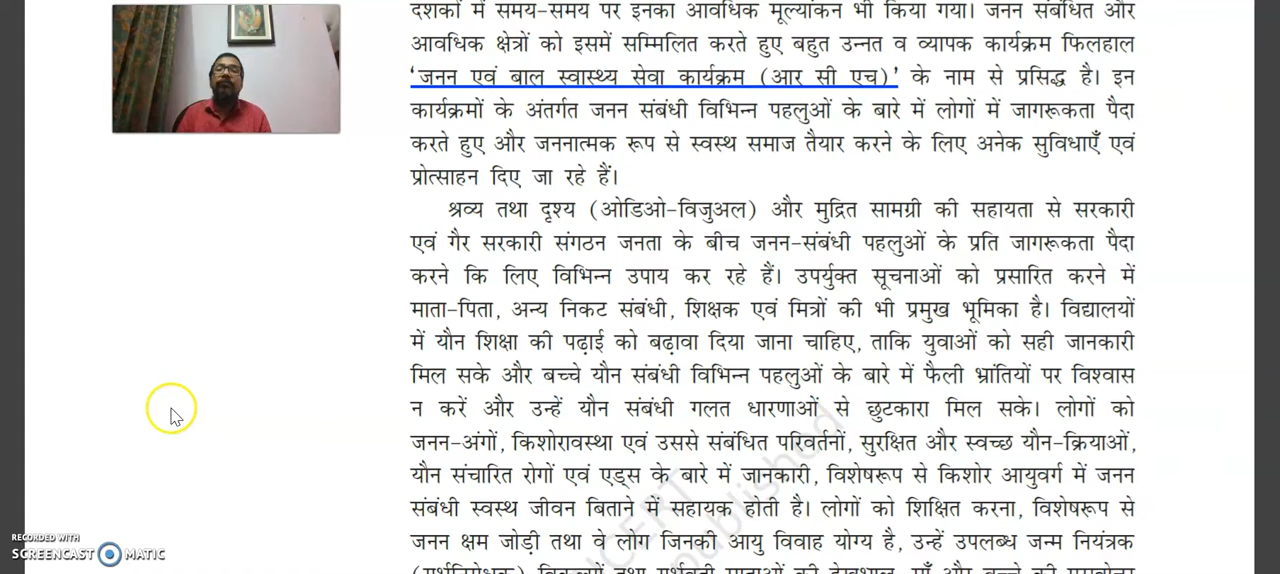 दशकों में समय-समय पर इनका आवधिक मूल्यांकन भी किया गया। जनन संबंधित और
आवधिक क्षेत्रों को इसमें सम्मिलित करते हुए बहुत उन्नत व व्यापक कार्यक्रम फिलहाल
‘जनन एवं बाल स्वास्थ्य सेवा कार्यक्रम (आर सी एच)’ के नाम से प्रसिद्ध है। इन
कार्यक्रमों के अंतर्गत जनन संबंधी विभिन्न पहलुओं के बारे में लोगों में जागरूकता पैदा
करते हुए और जननात्मक रूप से स्वस्थ समाज तैयार करने के लिए अनेक सुविधाएँ एवं
प्रोत्साहन दिए जा रहे हैं।
श्रव्य तथा दृश्य (ओडिओ-विजुअल) और मुद्रित सामग्री की सहायता से सरकारी
एवं गैर सरकारी संगठन जनता के बीच जनन-संबंधी पहलुओं के प्रति जागरूकता पैदा
करने कि लिए विभिन्न उपाय कर रहे हैं। उपर्युक्त सूचनाओं को प्रसारित करने में
माता-पिता, अन्य निकट संबंधी, शिक्षक एवं मित्रों की भी प्रमुख भूमिका है। विद्यालयों
में यौन शिक्षा की पढ़ाई को बढ़ावा दिया जाना चाहिए, ताकि युवाओं को सही जानकारी
मिल सके और बच्चे यौन संबंधी विभिन्न पहलुओं के बारे में फैली भ्रांतियों पर विश्वास
न करें और उन्हें यौन संबंधी गलत धारणाओं से छुटकारा मिल सके। लोगों को
जनन-अंगों, किशोरावस्था एवं उससे संबंधित परिवर्तनों, सुरक्षित और स्वच्छ यौन-क्रियाओं,
यौन संचारित रोगों एवं एड्स के बारे में जानकारी, विशेषरूप से किशोर आयुवर्ग में जनन
संबंधी स्वस्थ जीवन बिताने में सहायक होती है। लोगों को शिक्षित करना, विशेषरूप से
जनन क्षम जोड़ी तथा वे लोग जिनकी आयु विवाह योग्य है, उन्हें उपलब्ध जन्म नियंत्रक
RECORDED WITH
SCREENCAST MATIC
NCERT
published